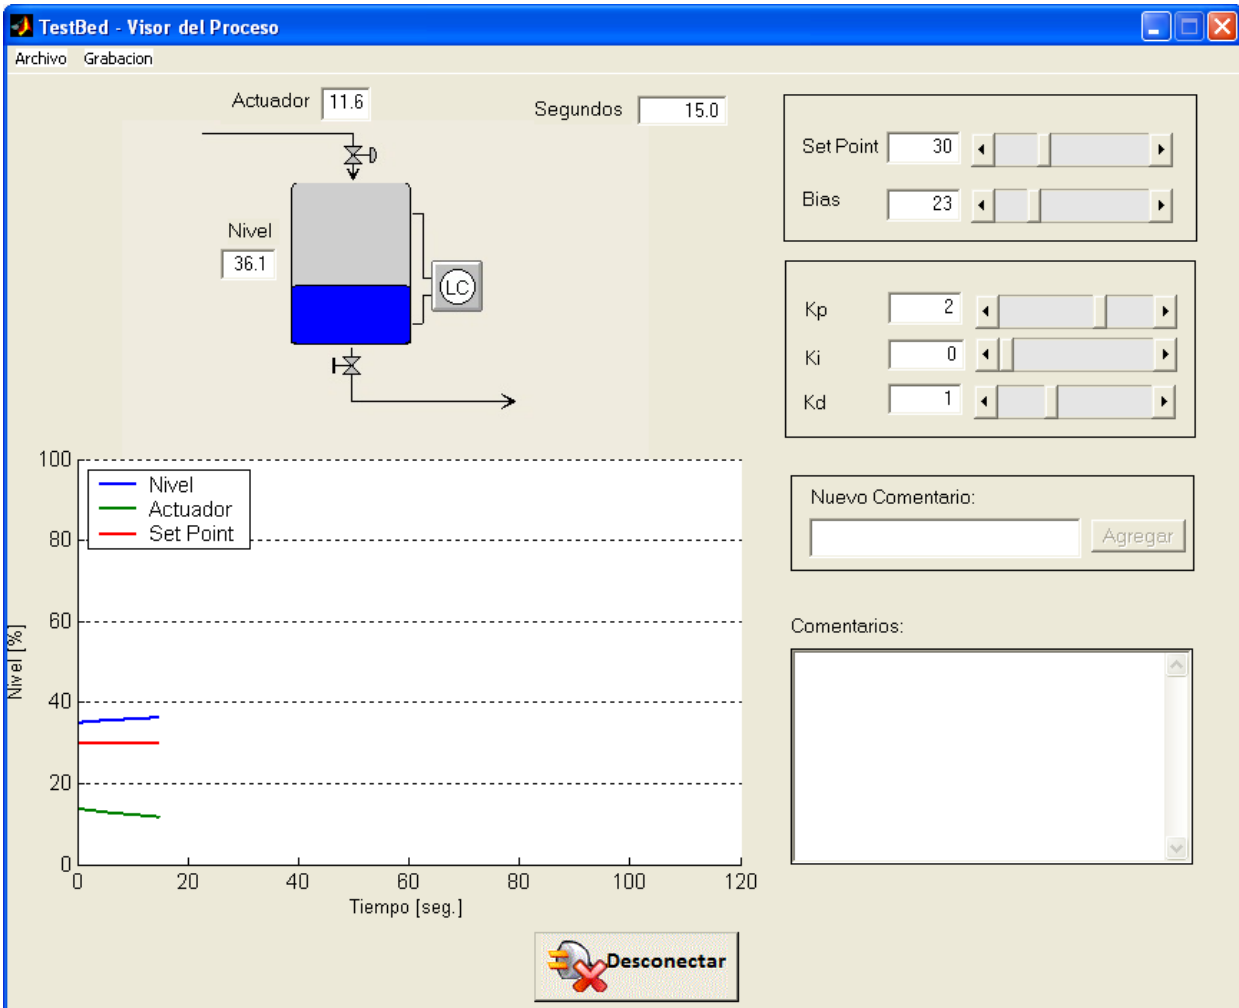 TestBed - Visor del Proceso
Archivo Grabacion
Actuador 11.6
Segundos 15.0
Set Point 30
Bias 23
Nivel
36.1
LC
Kp 2
Ki 0
Kd 1
100
80
60
40
20
0
Nivel [%]
Nivel
Actuador
Set Point
0 20 40 60 80 100 120
Tiempo [seg.]
Nuevo Comentario:
Agregar
Comentarios:
Desconectar